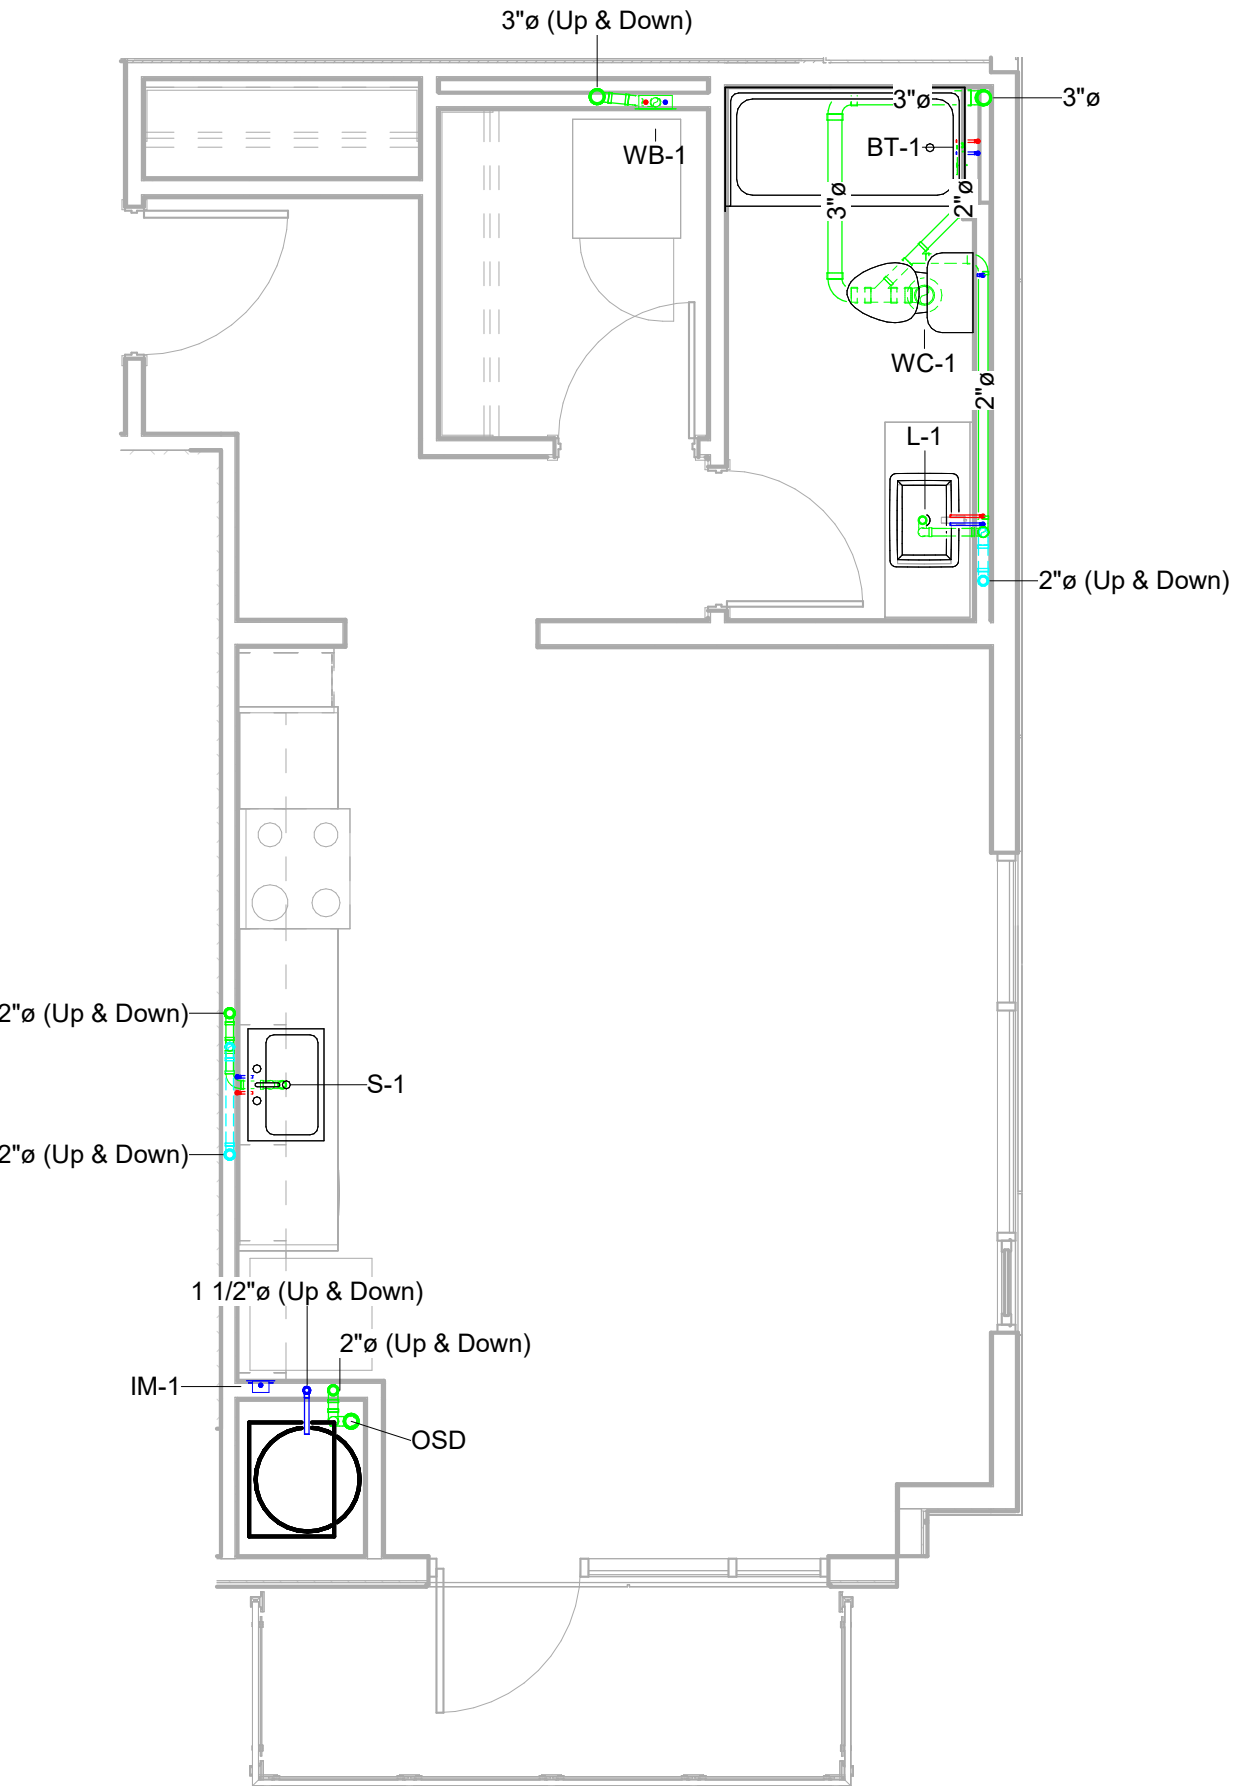 3"ø (Up & Down)
3"ø
3"ø
WB-1
BT-1
3"ø
2"ø
WC-1
2"ø
L-1
2"ø (Up & Down)
2"ø (Up & Down)
S-1
2"ø (Up & Down)
1 1/2"ø (Up & Down)
2"ø (Up & Down)
IM-1
OSD